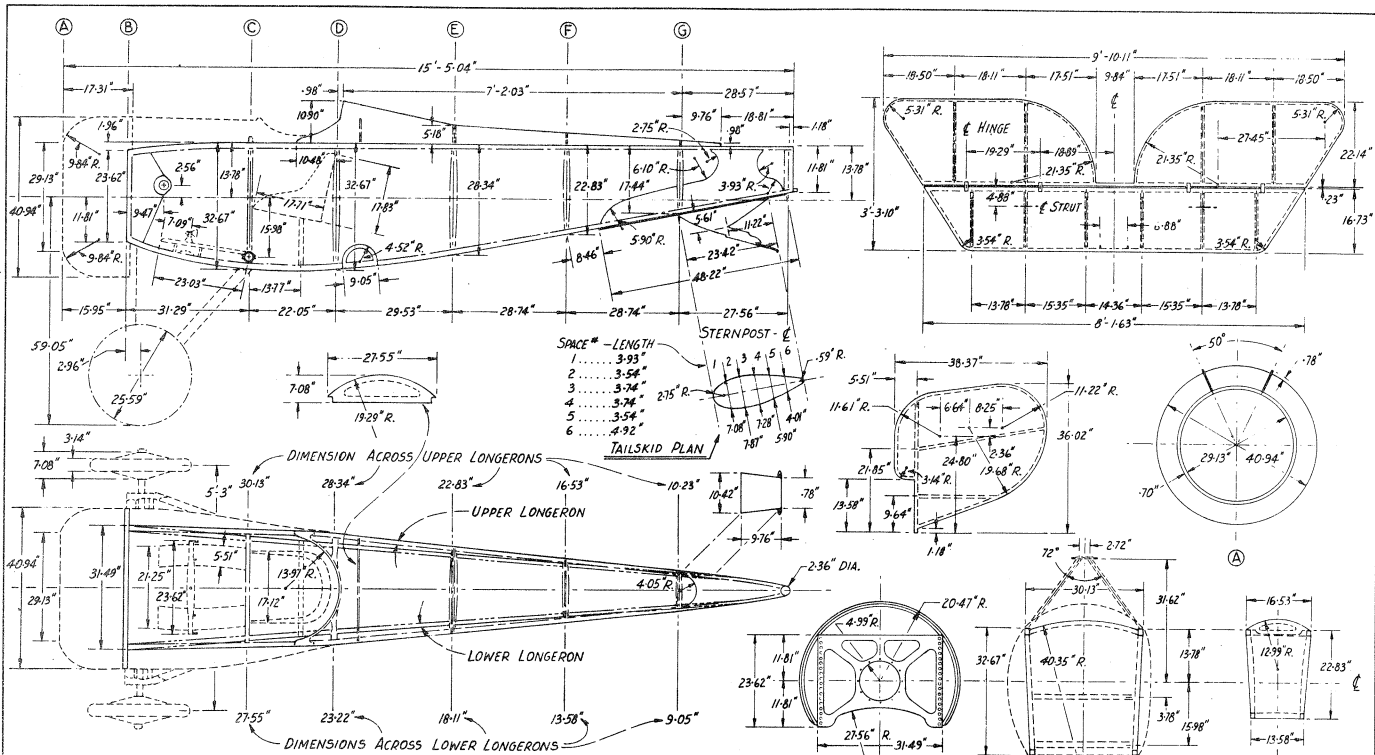 A B C D E F G
15'-5.04"
17.31"
.98"
7'-2.03"
28.57"
10.90"
5.18"
9.76"
18.81"
1.18"
2.75" R.
.98"
1.96"
9.84" R.
29.13"
23.62"
40.94"
2.56"
13.78"
10.48"
32.67"
28.34"
22.83"
17.44"
6.10" R.
3.93" R.
11.81"
13.78"
11.81"
9.47"
7.09"
32.67"
17.71"
17.83"
15.98"
9.84" R.
4.52" R.
5.90" R.
5.61"
11.22"
23.42"
48.22"
8.46"
9.05"
23.03"
13.77"
15.95"
31.29"
22.05"
29.53"
28.74"
28.74"
27.56"
59.05"
2.96"
25.59"
27.55"
7.08"
19.29" R.
SPACE # - LENGTH
1 ..... 3.93"
2 ..... 3.54"
3 ..... 3.74"
4 ..... 3.74"
5 ..... 3.54"
6 ..... 4.92"
STERNPOST - ℄
1 2 3 4 5 6
.59" R.
2.75" R.
7.08"
7.87"
7.28"
5.90"
4.01"
TAILSKID PLAN
9'-10.11"
18.50"
18.11"
17.51"
9.84"
17.51"
18.11"
18.50"
℄
5.31" R.
5.31" R.
℄ HINGE
27.45"
19.29"
18.89"
21.35" R.
21.35" R.
22.14"
3'-3.10"
4.88"
℄ STRUT
6.88"
.23"
16.73"
3.54" R.
3.54" R.
13.78"
15.35"
14.36"
15.35"
13.78"
8'-1.63"
38.37"
5.51"
11.22" R.
11.61" R.
6.64"
8.25"
36.02"
2.36"
24.80"
19.68" R.
21.85"
3.14" R.
13.58"
9.64"
1.18"
50°
.78"
29.13"
40.94"
.70"
A
3.14"
7.08"
5'-3"
DIMENSION ACROSS UPPER LONGERONS
30.13"
28.34"
22.83"
16.53"
10.23"
UPPER LONGERON
10.42"
.78"
9.76"
40.94"
29.13"
31.49"
21.25"
23.62"
5.51"
17.12"
13.97" R.
4.05" R.
2.36" DIA.
LOWER LONGERON
27.55"
23.22"
18.11"
13.58"
9.05"
DIMENSIONS ACROSS LOWER LONGERONS
20.47" R.
4.99" R.
11.81"
23.62"
11.81"
27.56" R.
31.49"
72°
2.72"
30.13"
31.62"
32.67"
40.35" R.
13.78"
3.78"
15.98"
16.53"
12.99" R.
22.83"
℄
13.58"